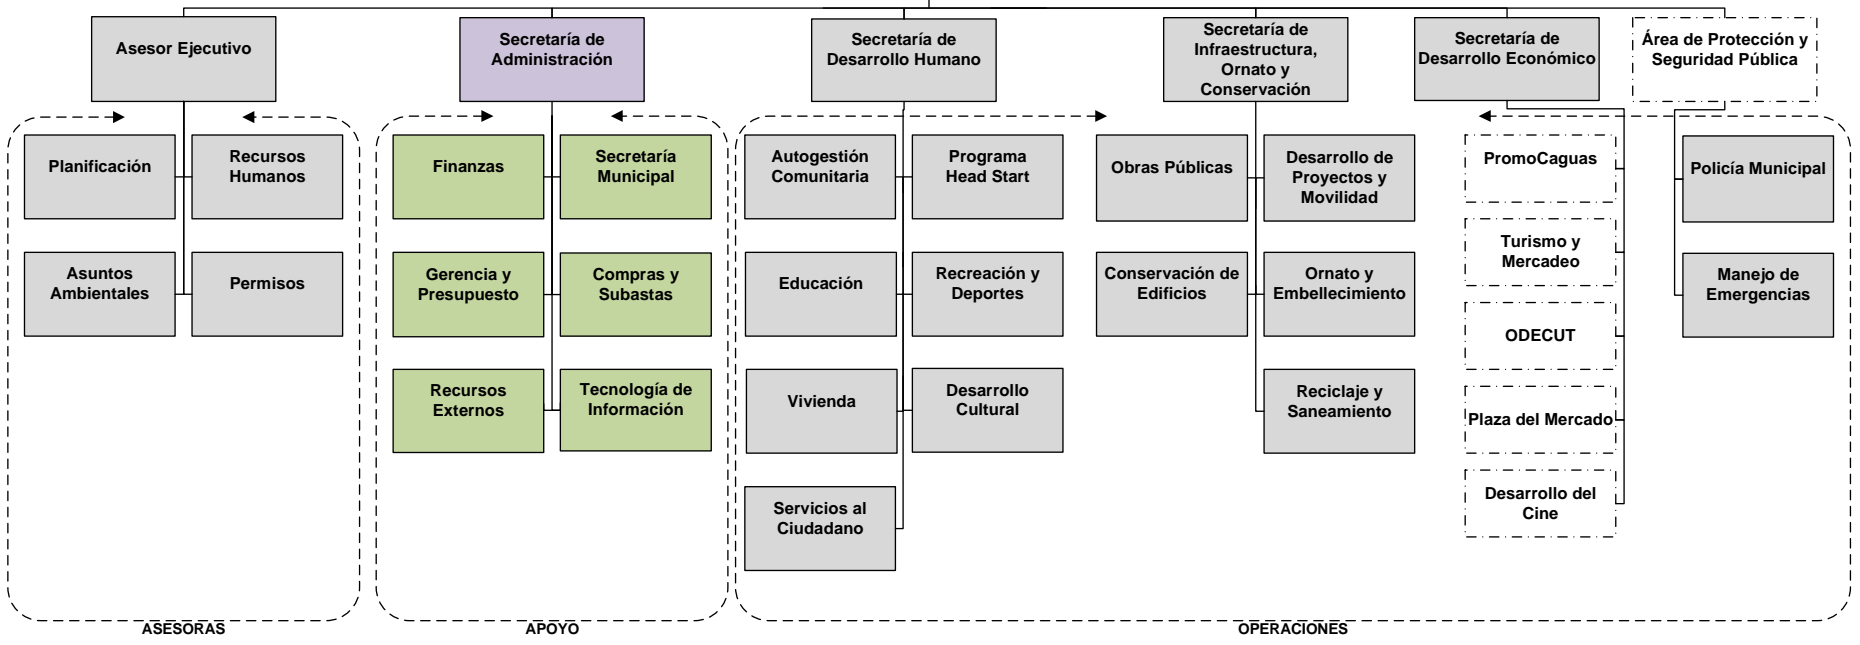 Asesor Ejecutivo
Secretaría de
Administración
Secretaría de
Desarrollo Humano
Secretaría de
Infraestructura,
Ornato y
Conservación
Secretaría de
Desarrollo Económico
Área de Protección y
Seguridad Pública
Planificación
Recursos
Humanos
Asuntos
Ambientales
Permisos
ASESORAS
Finanzas
Secretaría
Municipal
Gerencia y
Presupuesto
Compras y
Subastas
Recursos
Externos
Tecnología de
Información
APOYO
Autogestión
Comunitaria
Programa
Head Start
Educación
Recreación y
Deportes
Vivienda
Desarrollo
Cultural
Servicios al
Ciudadano
Obras Públicas
Desarrollo de
Proyectos y
Movilidad
Conservación de
Edificios
Ornato y
Embellecimiento
Reciclaje y
Saneamiento
PromoCaguas
Turismo y
Mercadeo
ODECUT
Plaza del Mercado
Desarrollo del
Cine
Policía Municipal
Manejo de
Emergencias
OPERACIONES